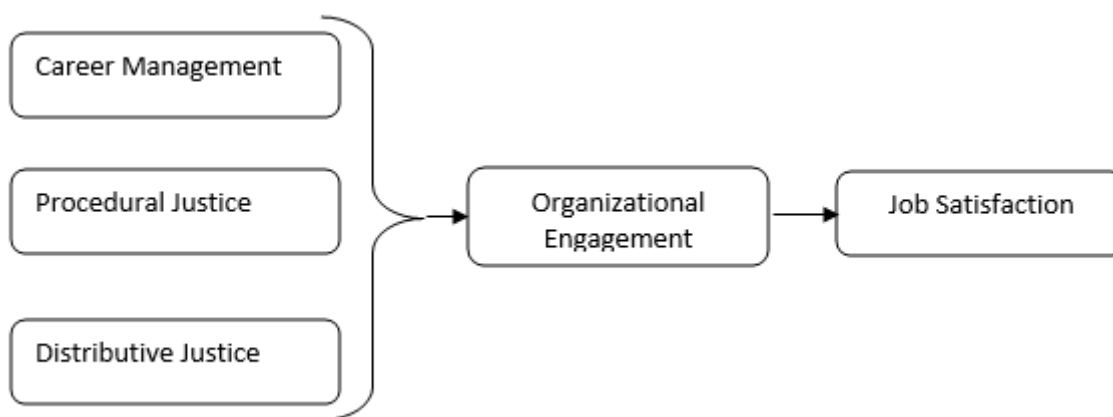 Career Management
Procedural Justice
Organizational
Engagement
Job Satisfaction
Distributive Justice